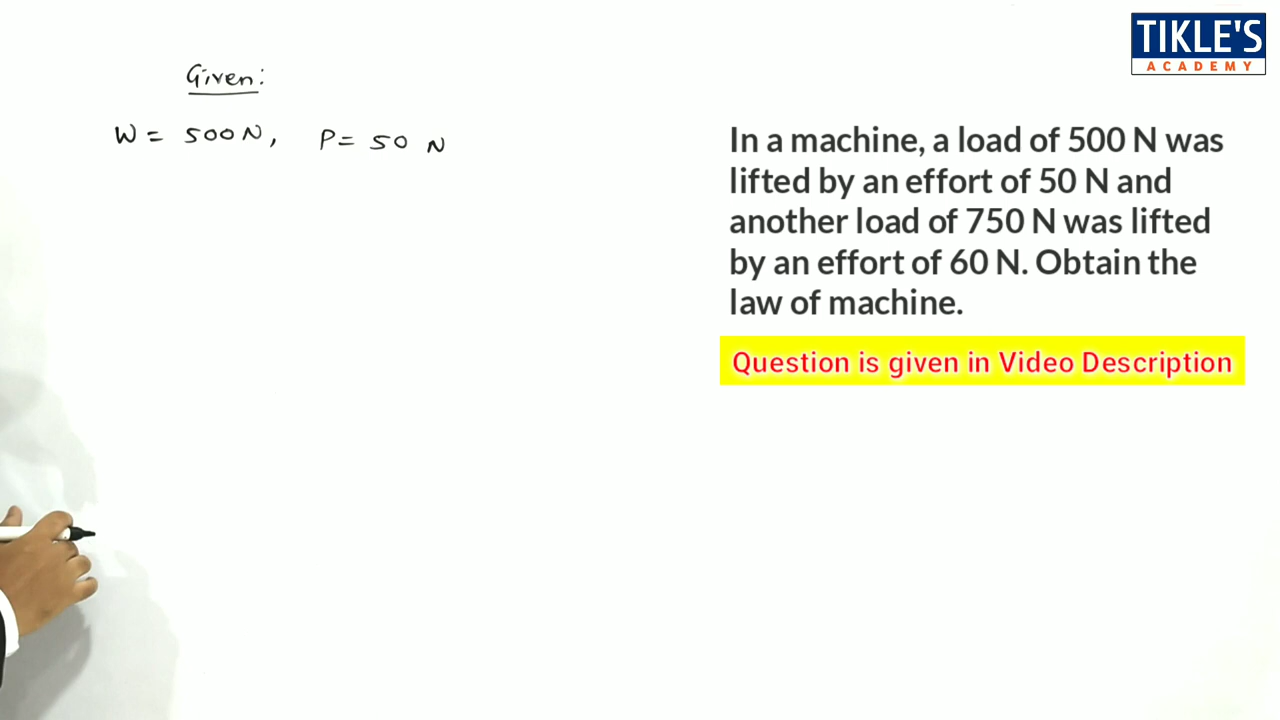 Given:
W = 500 N, P = 50 N
TIKLE'S
ACADEMY
In a machine, a load of 500 N was
lifted by an effort of 50 N and
another load of 750 N was lifted
by an effort of 60 N. Obtain the
law of machine.
Question is given in Video Description